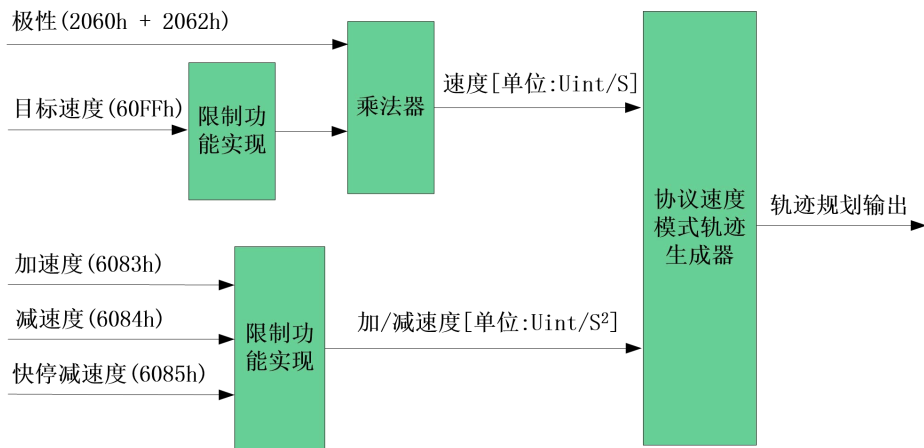 极性(2060h + 2062h)
目标速度(60FFh)
限制功
能实现
乘法器
速度[单位:Uint/S]
协议速度
模式轨迹
生成器
轨迹规划输出
加速度(6083h)
减速度(6084h)
快停减速度(6085h)
限制功
能实现
加/减速度[单位:Uint/S²]